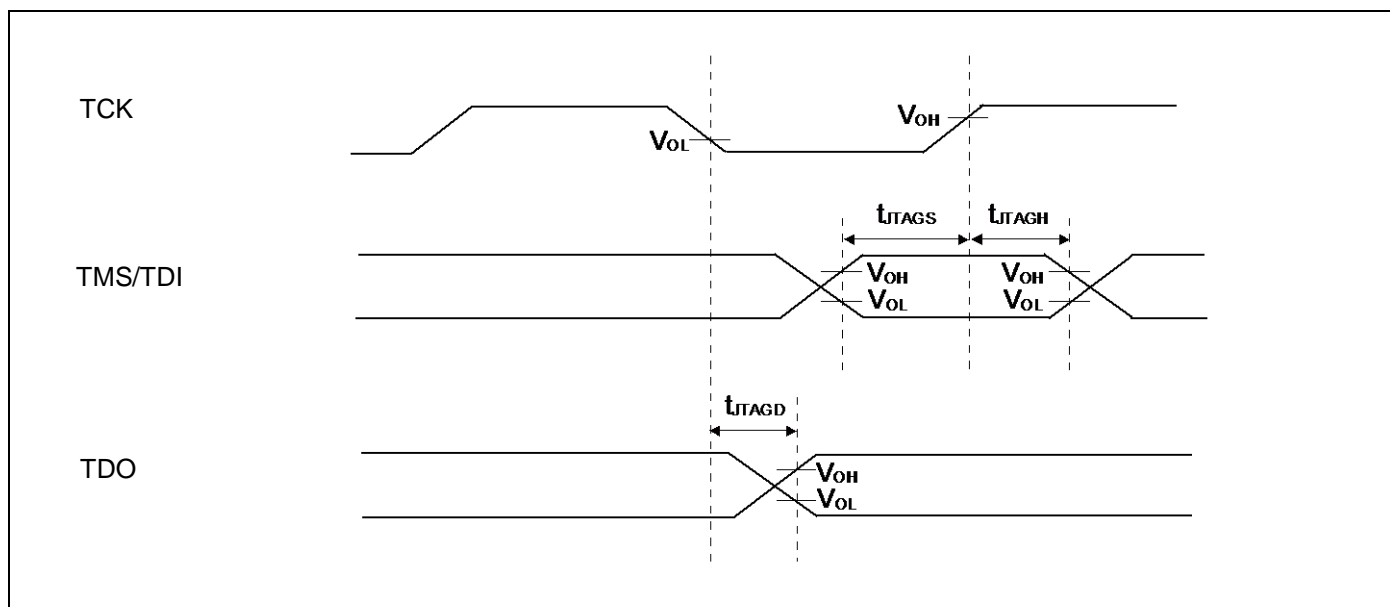 TCK
VOL
VOH
tJTAGS
tJTAGH
TMS/TDI
VOH
VOH
VOL
VOL
tJTAGD
TDO
VOH
VOL